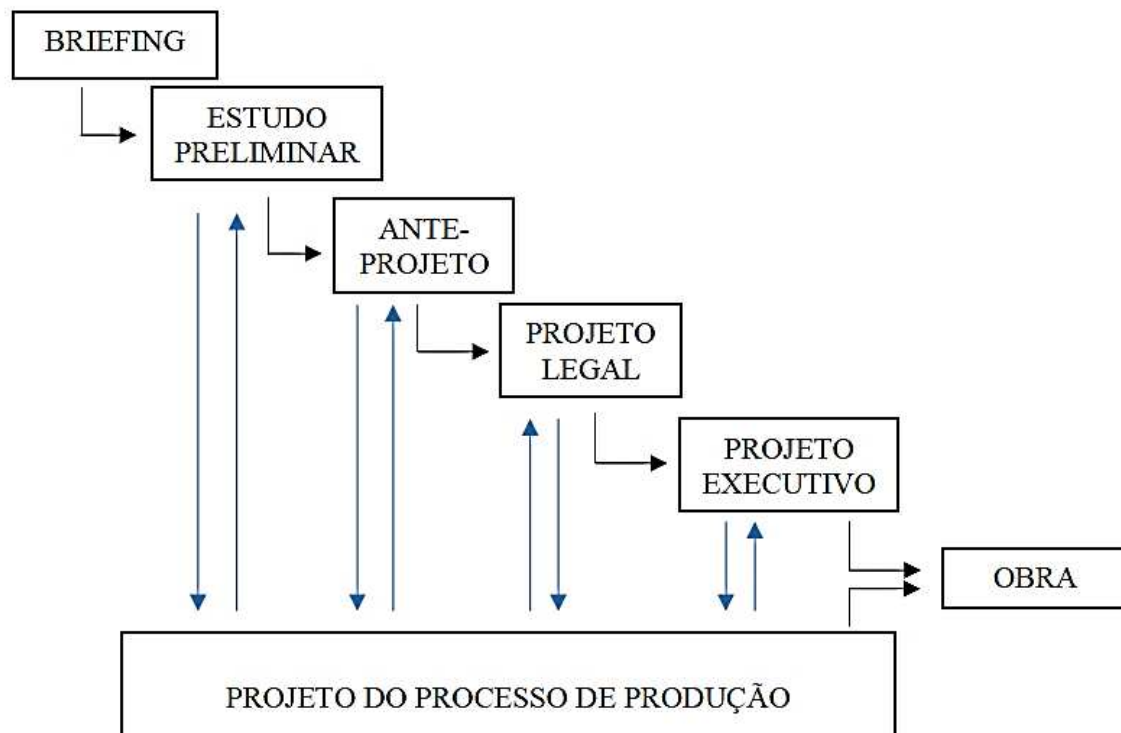 BRIEFING
ESTUDO
PRELIMINAR
ANTE-
PROJETO
PROJETO
LEGAL
PROJETO
EXECUTIVO
OBRA
PROJETO DO PROCESSO DE PRODUÇÃO